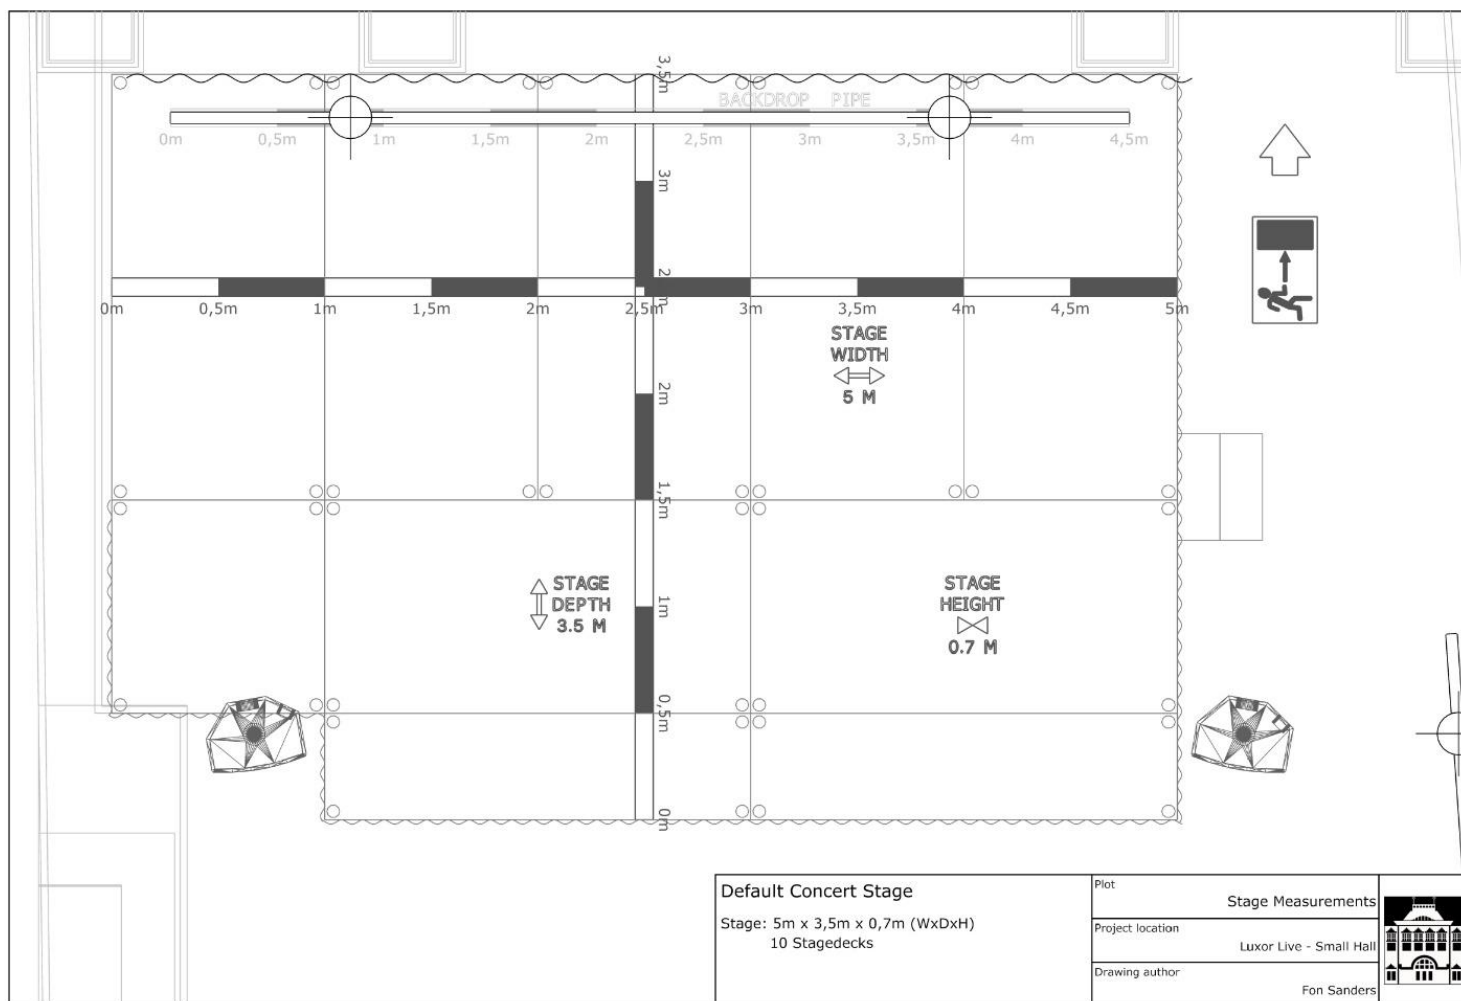 3,5m
BACKDROP PIPE
0m 0,5m 1m 1,5m 2m 2,5m 3m 3,5m 4m 4,5m
3m
0m 0,5m 1m 1,5m 2m 2,5m 3m 3,5m 4m 4,5m 5m
STAGE
WIDTH
5 M
2m
1,5m
STAGE
DEPTH
3.5 M
1m
STAGE
HEIGHT
0.7 M
0,5m
0m
Default Concert Stage
Stage: 5m x 3,5m x 0,7m (WxDxH)
10 Stagedecks
Plot
Stage Measurements
Project location
Luxor Live - Small Hall
Drawing author
Fon Sanders